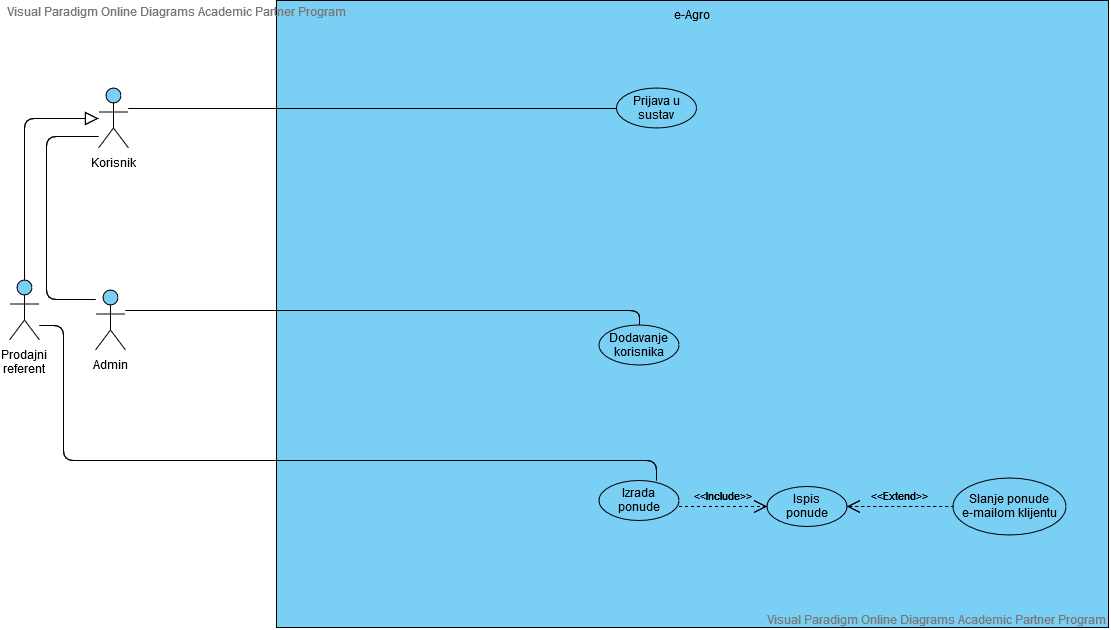 Visual Paradigm Online Diagrams Academic Partner Program
e-Agro
Korisnik
Prijava u
sustav
Prodajni
referent
Admin
Dodavanje
korisnika
Izrada
ponude
<<Include>>
Ispis
ponude
<<Extend>>
Slanje ponude
e-mailom klijentu
Visual Paradigm Online Diagrams Academic Partner Program